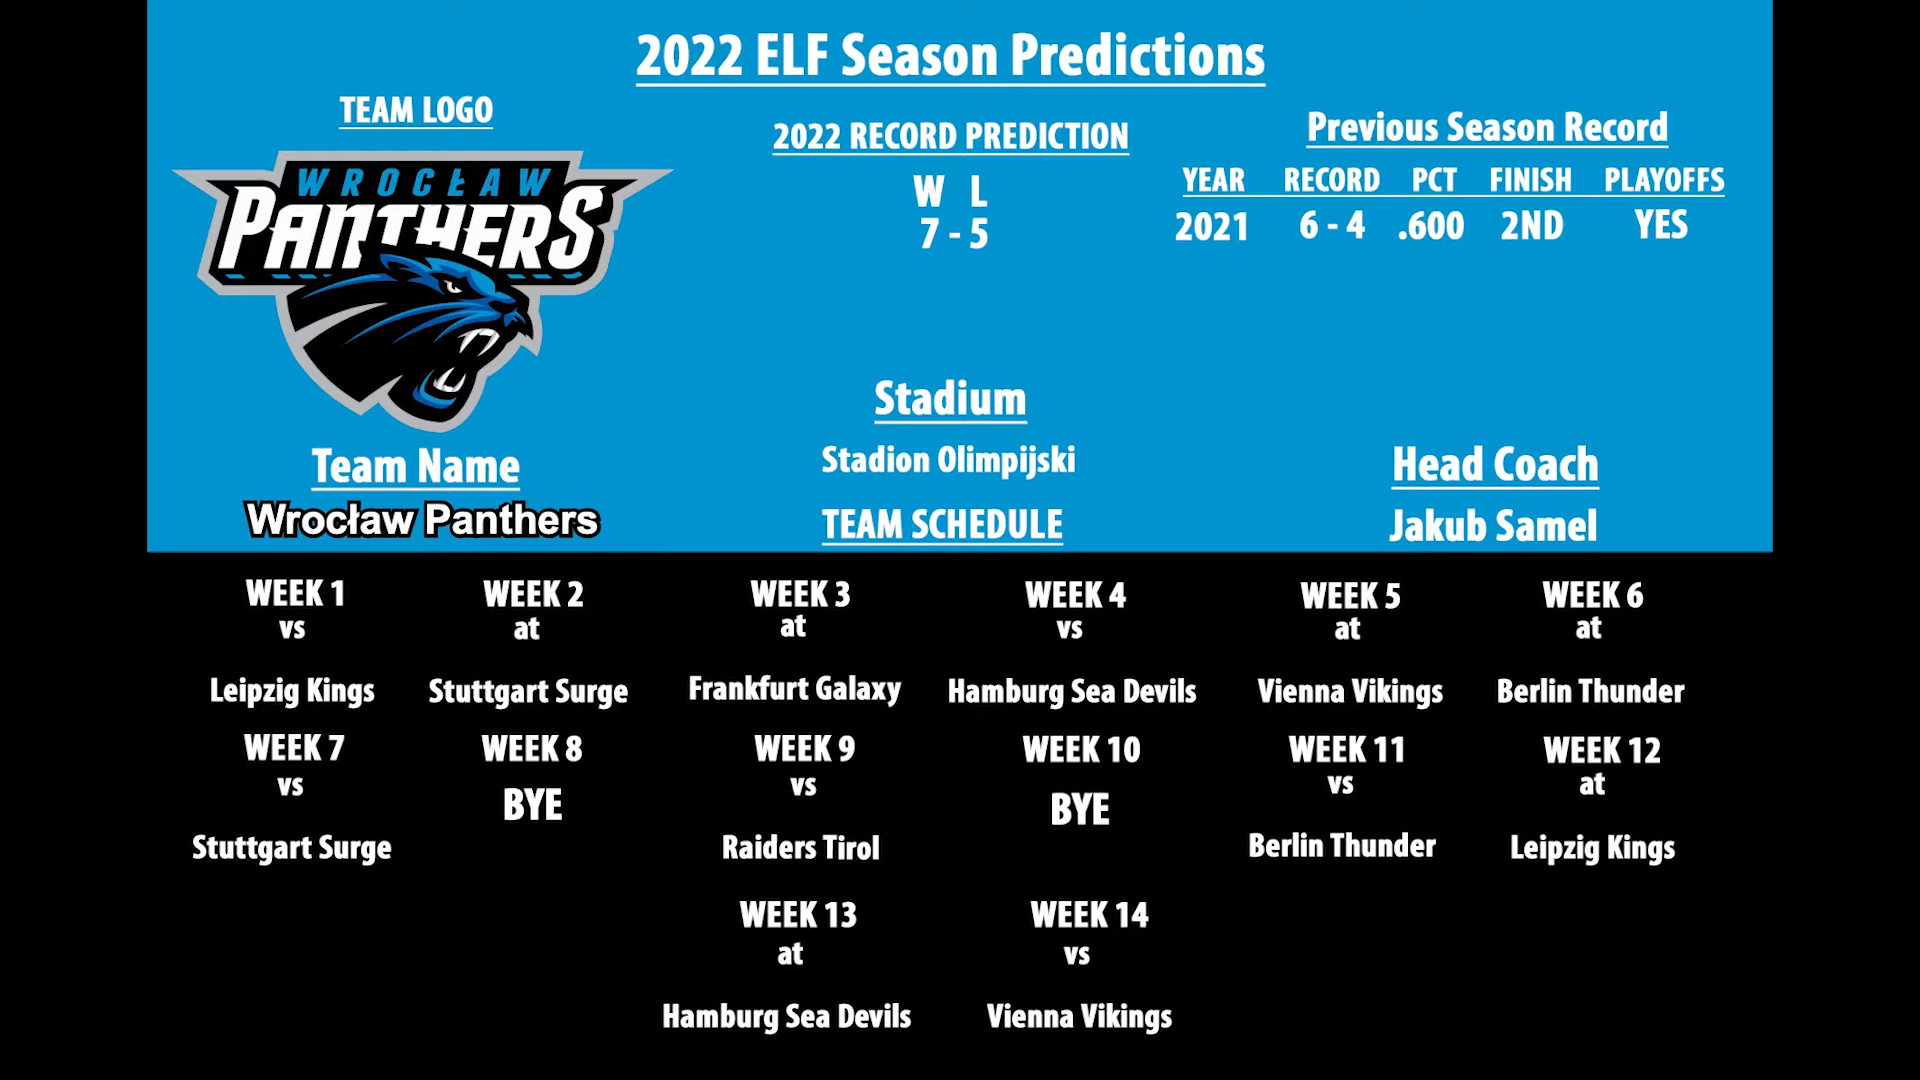 2022 ELF Season Predictions
TEAM LOGO
WROCŁAW
PANTHERS
Team Name
Wrocław Panthers
2022 RECORD PREDICTION
W L
7 - 5
Previous Season Record
YEAR RECORD PCT FINISH PLAYOFFS
2021 6 - 4 .600 2ND YES
Stadium
Stadion Olimpijski
Head Coach
Jakub Samel
TEAM SCHEDULE
WEEK 1
vs
Leipzig Kings
WEEK 2
at
Stuttgart Surge
WEEK 3
at
Frankfurt Galaxy
WEEK 4
vs
Hamburg Sea Devils
WEEK 5
at
Vienna Vikings
WEEK 6
at
Berlin Thunder
WEEK 7
vs
Stuttgart Surge
WEEK 8
BYE
WEEK 9
vs
Raiders Tirol
WEEK 10
BYE
WEEK 11
vs
Berlin Thunder
WEEK 12
at
Leipzig Kings
WEEK 13
at
Hamburg Sea Devils
WEEK 14
vs
Vienna Vikings